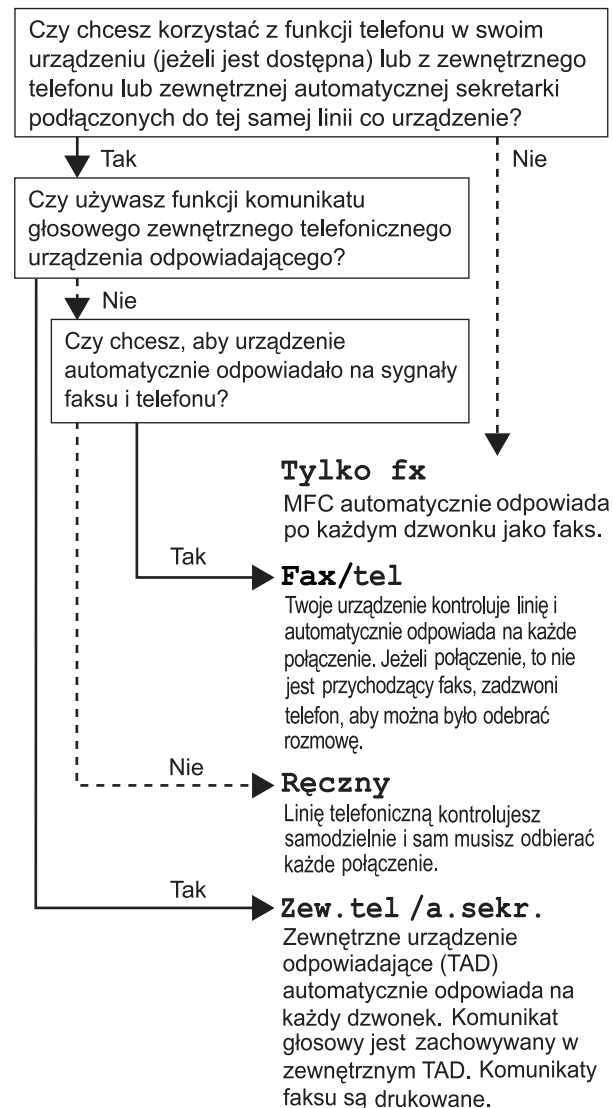 Czy chcesz korzystać z funkcji telefonu w swoim
urządzeniu (jeżeli jest dostępna) lub z zewnętrznego
telefonu lub zewnętrznej automatycznej sekretarki
podłączonych do tej samej linii co urządzenie?
Tak
Nie
Czy używasz funkcji komunikatu
głosowego zewnętrznego telefonicznego
urządzenia odpowiadającego?
Nie
Czy chcesz, aby urządzenie
automatycznie odpowiadało na sygnały
faksu i telefonu?
Tylko fx
MFC automatycznie odpowiada
po każdym dzwonku jako faks.
Tak
Fax/tel
Twoje urządzenie kontroluje linię i
automatycznie odpowiada na każde
połączenie. Jeżeli połączenie, to nie
jest przychodzący faks, zadzwoni
telefon, aby można było odebrać
rozmowę.
Nie
Ręczny
Linię telefoniczną kontrolujesz
samodzielnie i sam musisz odbierać
każde połączenie.
Tak
Zew.tel /a.sekr.
Zewnętrzne urządzenie
odpowiadające (TAD)
automatycznie odpowiada na
każdy dzwonek. Komunikat
głosowy jest zachowywany w
zewnętrznym TAD. Komunikaty
faksu są drukowane.